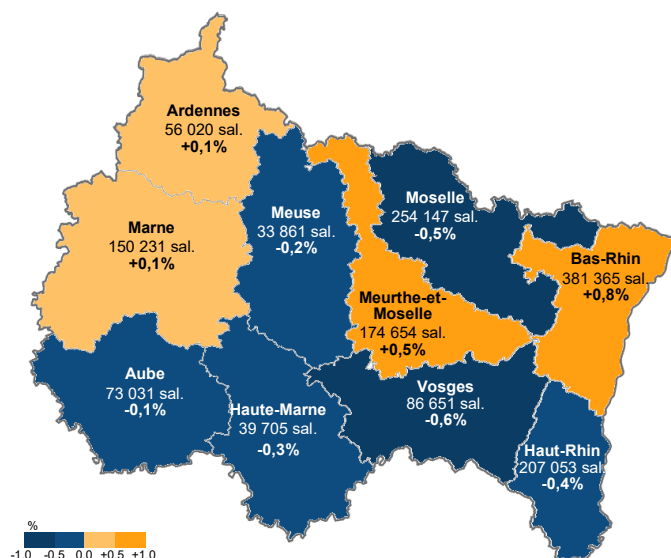 Ardennes
56 020 sal.
+0,1%
Moselle
254 147 sal.
-0,5%
Meuse
33 861 sal.
-0,2%
Marne
150 231 sal.
+0,1%
Bas-Rhin
381 365 sal.
+0,8%
Meurthe-et-
Moselle
174 654 sal.
+0,5%
Aube
73 031 sal.
-0,1%
Haute-Marne
39 705 sal.
-0,3%
Vosges
86 651 sal.
-0,6%
Haut-Rhin
207 053 sal.
-0,4%
%
-1.0 -0.5 0.0 +0.5 +1.0